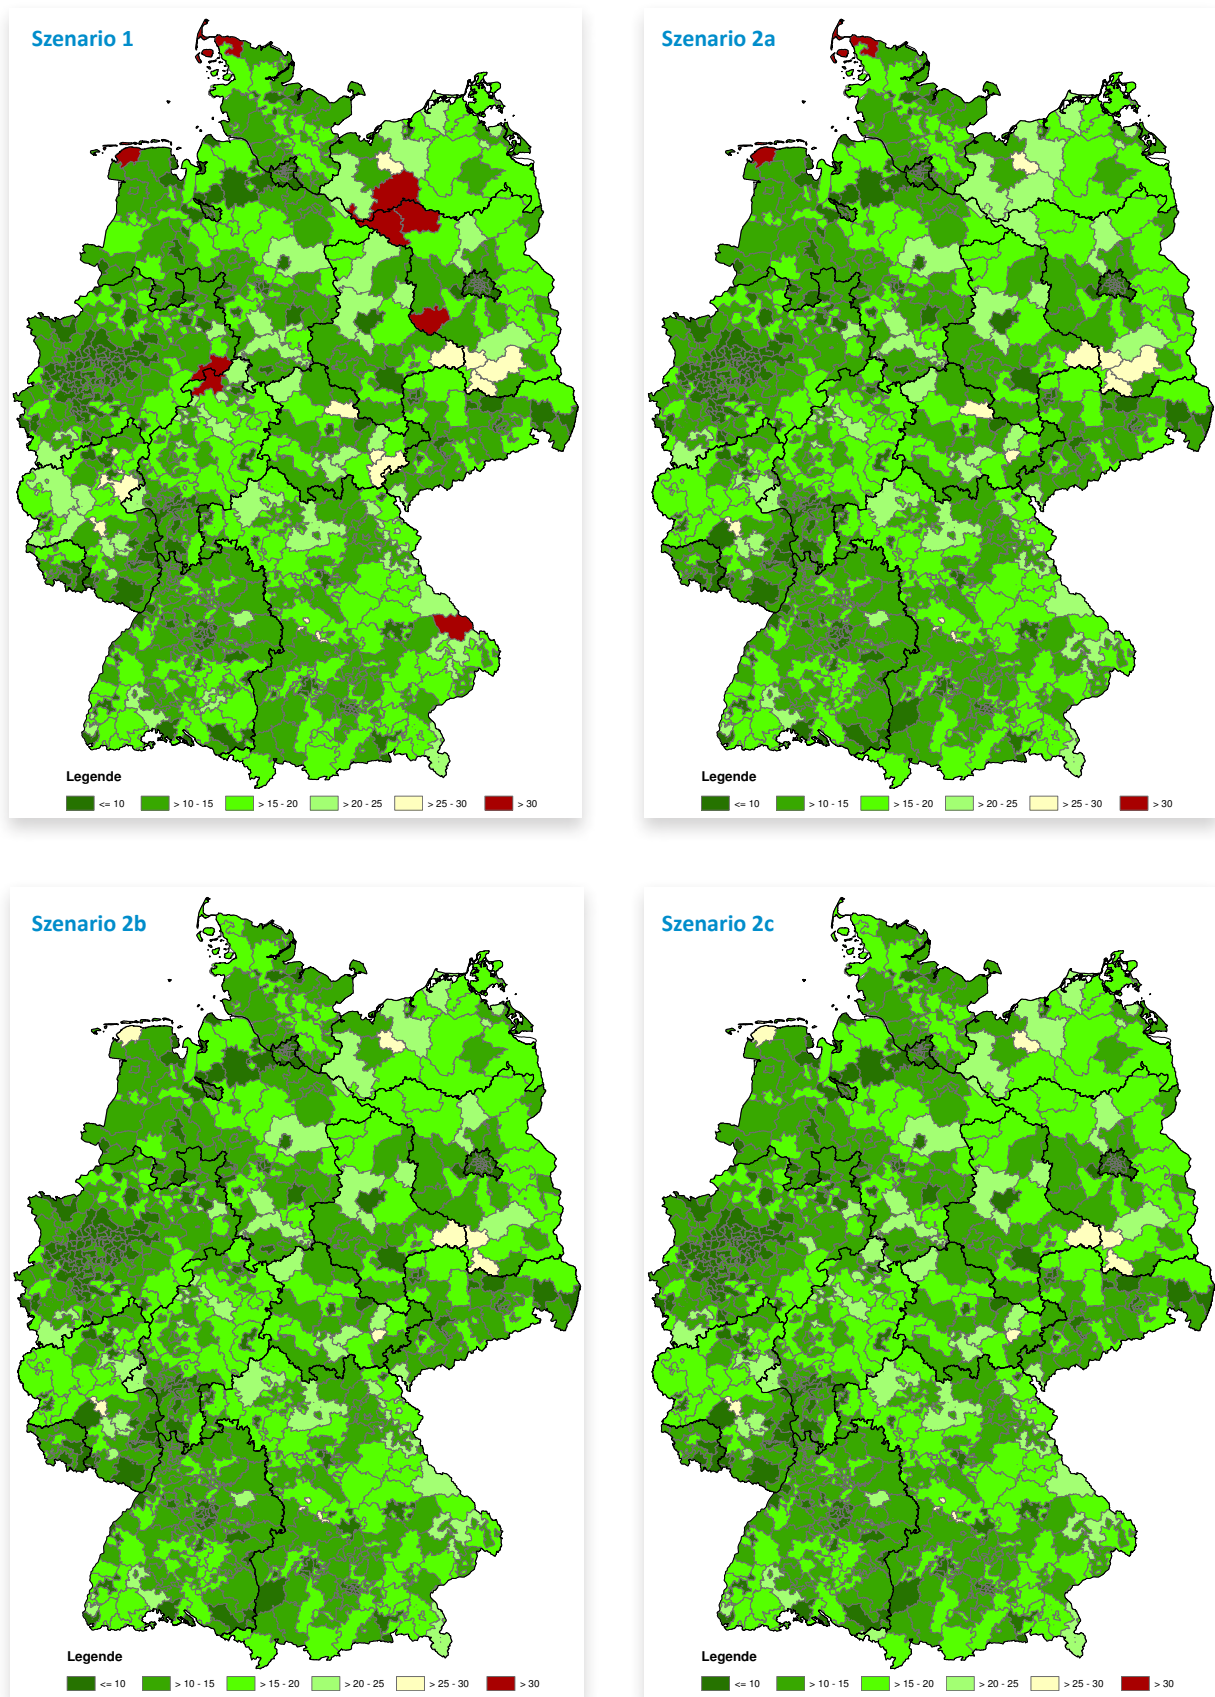 Szenario 1
Legende
<= 10 > 10 - 15 > 15 - 20 > 20 - 25 > 25 - 30 > 30
Szenario 2a
Legende
<= 10 > 10 - 15 > 15 - 20 > 20 - 25 > 25 - 30 > 30
Szenario 2b
Legende
<= 10 > 10 - 15 > 15 - 20 > 20 - 25 > 25 - 30 > 30
Szenario 2c
Legende
<= 10 > 10 - 15 > 15 - 20 > 20 - 25 > 25 - 30 > 30